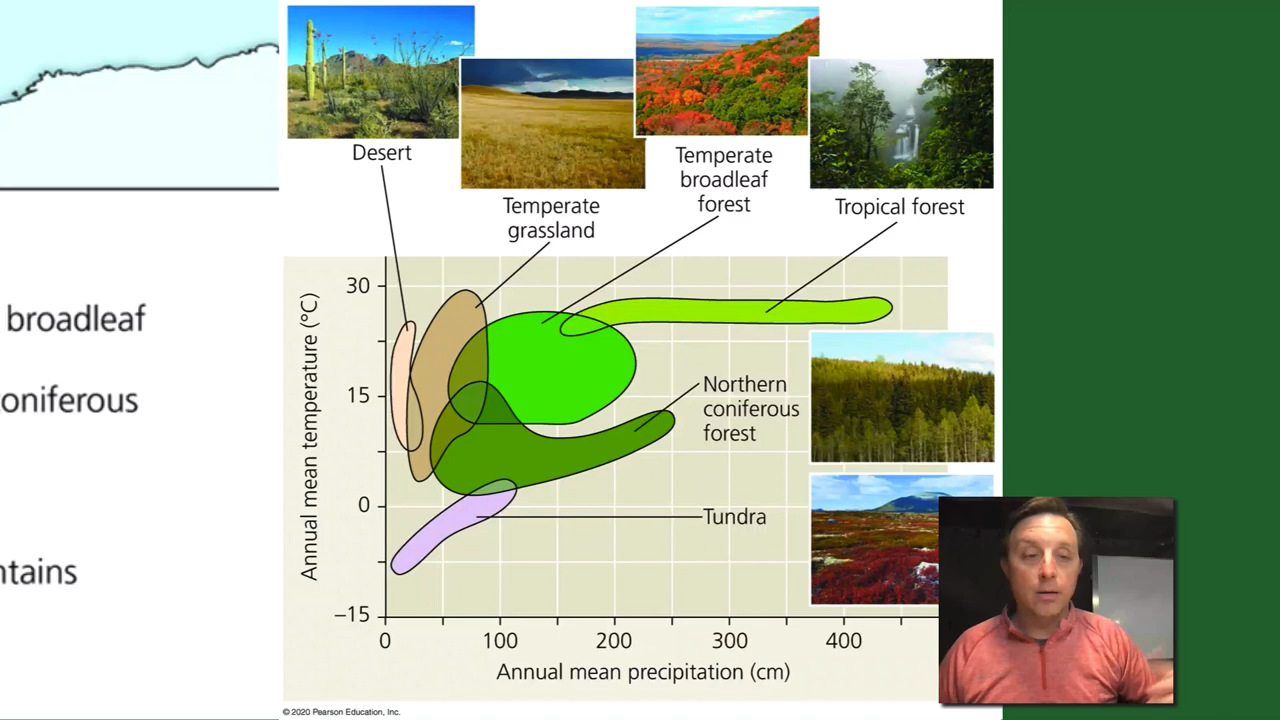 Desert
Temperate
grassland
Temperate
broadleaf
forest
Tropical forest
broadleaf
oniferous
ntains
Annual mean temperature (°C)
30
15
0
–15
Northern
coniferous
forest
Tundra
0
100
200
300
400
Annual mean precipitation (cm)
© 2020 Pearson Education, Inc.